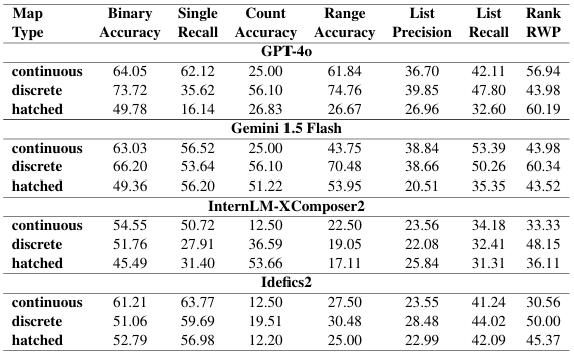 Map Binary Single Count Range List List Rank
Type Accuracy Recall Accuracy Accuracy Precision Recall RWP
GPT-4o
continuous 64.05 62.12 25.00 61.84 36.70 42.11 56.94
discrete 73.72 35.62 56.10 74.76 39.85 47.80 43.98
hatched 49.78 16.14 26.83 26.67 26.96 32.60 60.19
Gemini 1.5 Flash
continuous 63.03 56.52 25.00 43.75 38.84 53.39 43.98
discrete 66.20 53.64 56.10 70.48 38.66 50.26 60.34
hatched 49.36 56.20 51.22 53.95 20.51 35.35 43.52
InternLM-XComposer2
continuous 54.55 50.72 12.50 22.50 23.56 34.18 33.33
discrete 51.76 27.91 36.59 19.05 22.08 32.41 48.15
hatched 45.49 31.40 53.66 17.11 25.84 31.31 36.11
Idefics2
continuous 61.21 63.77 12.50 27.50 23.55 41.24 30.56
discrete 51.06 59.69 19.51 30.48 28.48 44.02 50.00
hatched 52.79 56.98 12.20 25.00 22.99 42.09 45.37